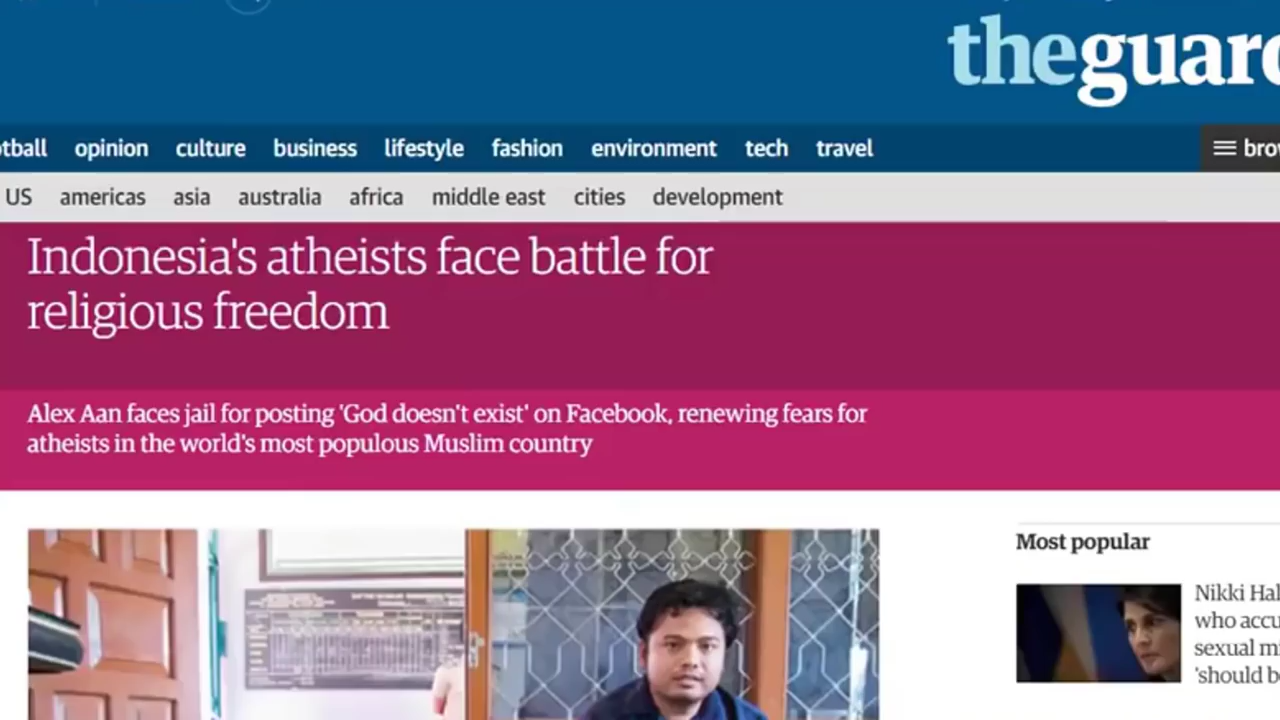 theguar
tball opinion culture business lifestyle fashion environment tech travel
bro
US americas asia australia africa middle east cities development
Indonesia's atheists face battle for
religious freedom
Alex Aan faces jail for posting 'God doesn't exist' on Facebook, renewing fears for
atheists in the world's most populous Muslim country
Most popular
Nikki Hal
who accu
sexual m
'should b